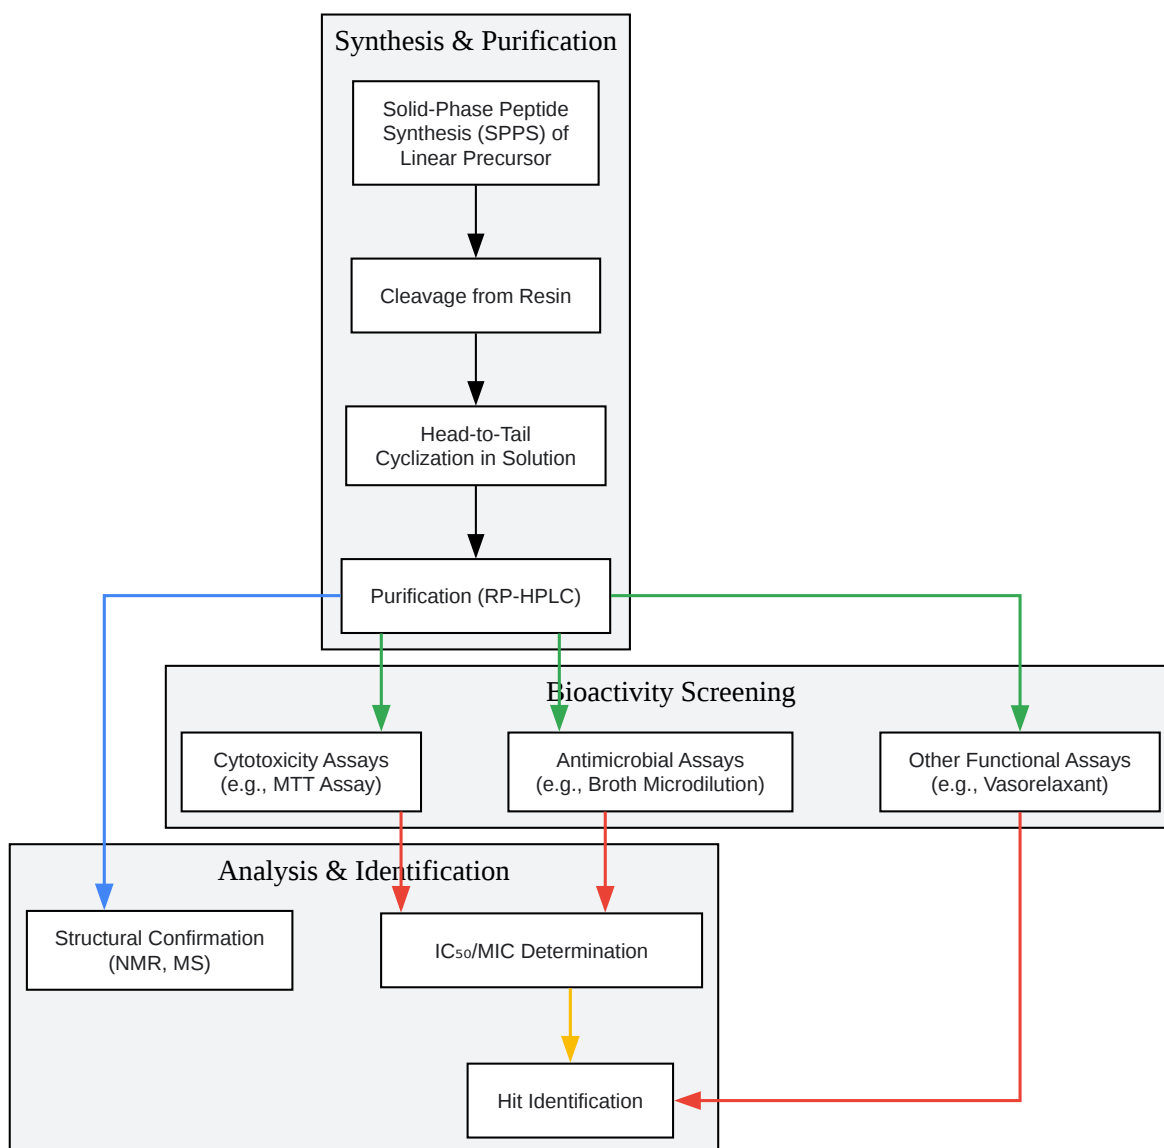 Synthesis & Purification
Solid-Phase Peptide
Synthesis (SPPS) of
Linear Precursor
Cleavage from Resin
Head-to-Tail
Cyclization in Solution
Purification (RP-HPLC)
Bioactivity Screening
Cytotoxicity Assays
(e.g., MTT Assay)
Antimicrobial Assays
(e.g., Broth Microdilution)
Other Functional Assays
(e.g., Vasorelaxant)
Analysis & Identification
Structural Confirmation
(NMR, MS)
IC₅₀/MIC Determination
Hit Identification